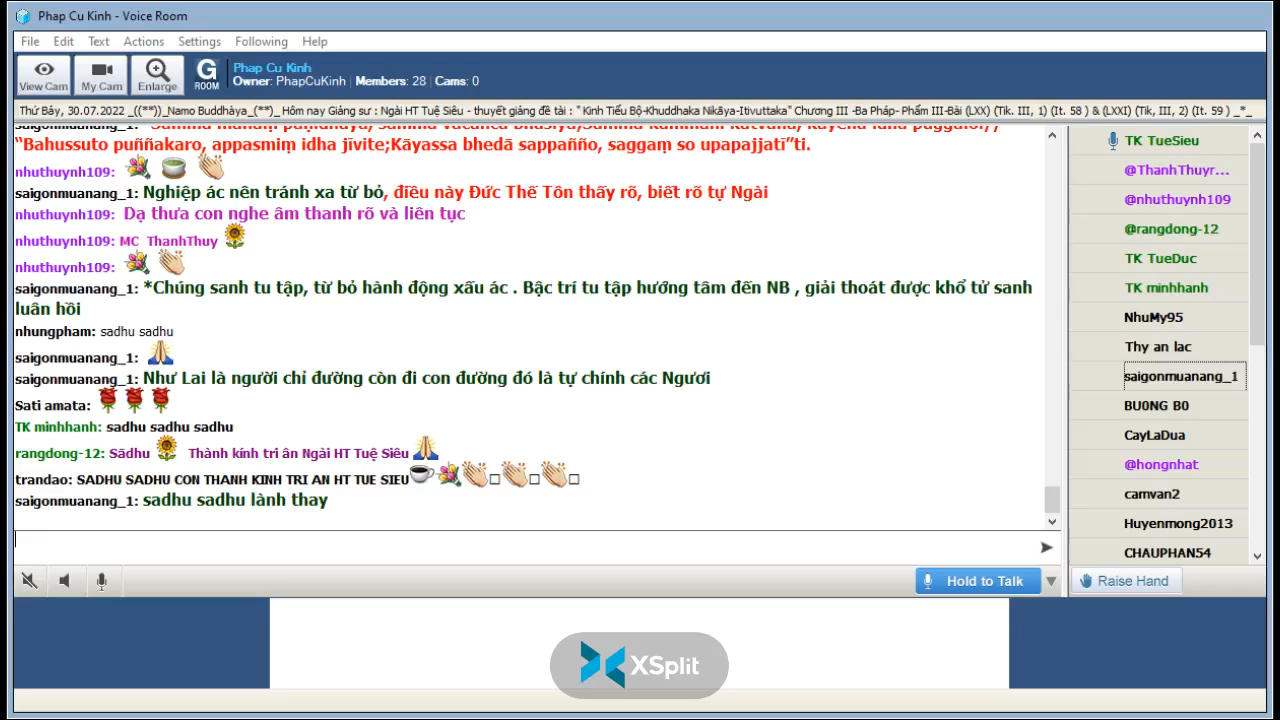 Phap Cu Kinh - Voice Room
File Edit Text Actions Settings Following Help
View Cam
My Cam
Enlarge
G ROOM
Phap Cu Kinh
Owner: PhapCuKinh | Members: 28 | Cams: 0
Thứ Bảy, 30.07.2022 _((**))_Namo Buddhàya_(**)_ Hôm nay Giảng sư : Ngài HT Tuệ Siêu - thuyết giảng đề tài : " Kinh Tiểu Bộ-Khuddhaka Nikāya-Itivuttaka" Chương III -Ba Pháp- Phẩm III-Bài (LXX) (Tik. III, 1) (It. 58 ) & (LXXI) (Tik, III, 2) (It. 59 ) _*_
saigonmuanang_1:
“Bahussuto puññakaro, appasmiṃ idha jīvite;Kāyassa bhedā sappañño, saggaṃ so upapajjatī”ti.
nhuthuynh109:
saigonmuanang_1: Nghiệp ác nên tránh xa từ bỏ, điều này Đức Thế Tôn thấy rõ, biết rõ tự Ngài
nhuthuynh109: Dạ thưa con nghe âm thanh rõ và liên tục
nhuthuynh109: MC ThanhThuy
nhuthuynh109:
saigonmuanang_1: *Chúng sanh tu tập, từ bỏ hành động xấu ác . Bậc trí tu tập hướng tâm đến NB , giải thoát được khổ tử sanh
luân hồi
nhungpham: sadhu sadhu
saigonmuanang_1:
saigonmuanang_1: Như Lai là người chỉ đường còn đi con đường đó là tự chính các Ngươi
Sati amata:
TK minhhanh: sadhu sadhu sadhu
rangdong-12: Sādhu Thành kính tri ân Ngài HT Tuệ Siêu
trandao: SADHU SADHU CON THANH KINH TRI AN HT TUE SIEU
saigonmuanang_1: sadhu sadhu lành thay
Hold to Talk
TK TueSieu
@ThanhThuyr...
@nhuthuynh109
@rangdong-12
TK TueDuc
TK minhhanh
NhuMy95
Thy an lac
saigonmuanang_1
BU0NG B0
CayLaDua
@hongnhat
camvan2
Huyenmong2013
CHAUPHAN54
Raise Hand
XSplit